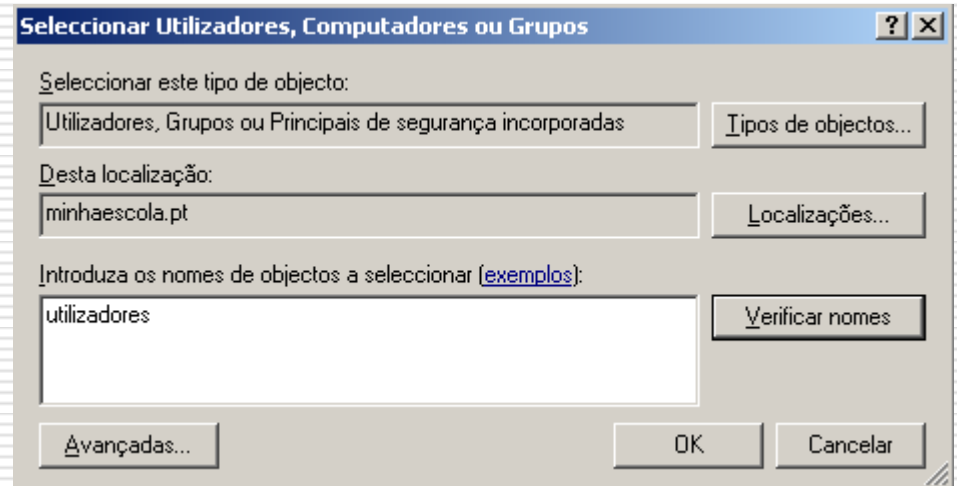 Seleccionar Utilizadores, Computadores ou Grupos
Seleccionar este tipo de objecto:
Utilizadores, Grupos ou Principais de segurança incorporadas
Tipos de objectos...
Desta localização:
minhaescola.pt
Localizações...
Introduza os nomes de objectos a seleccionar (exemplos):
utilizadores
Verificar nomes
Avançadas...
OK
Cancelar